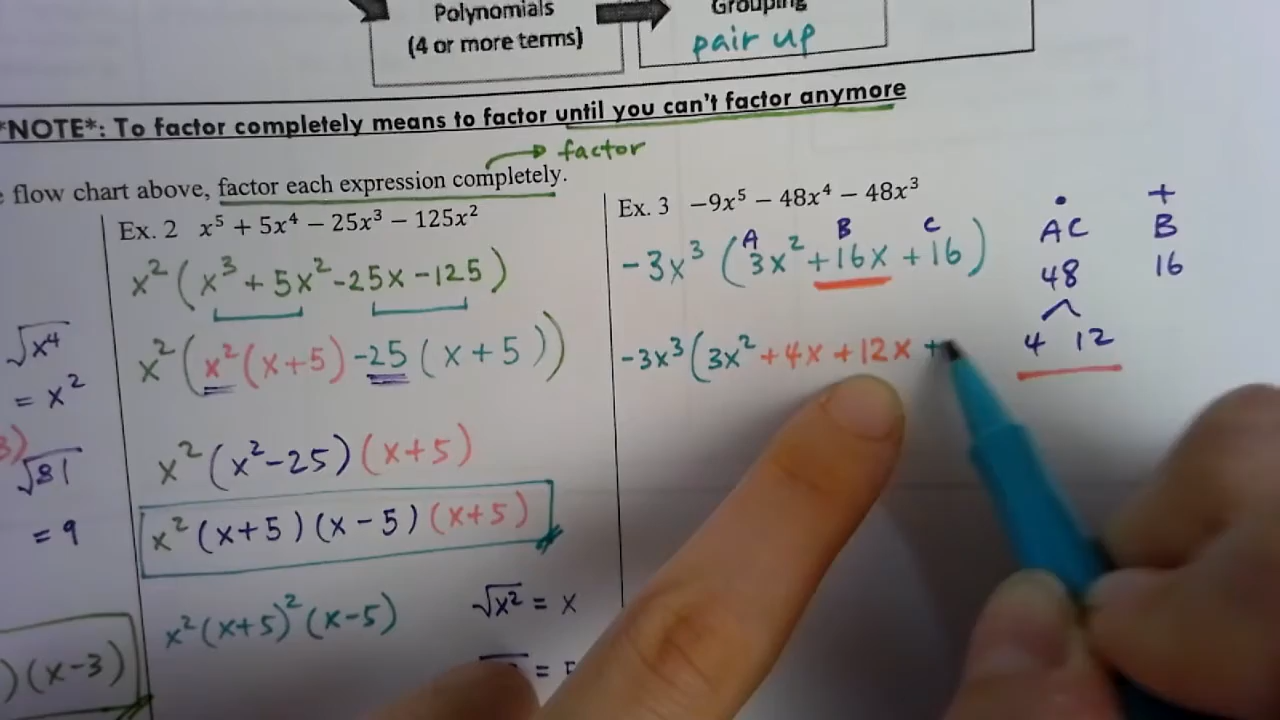 Polynomials
(4 or more terms)
Grouping
pair up
*NOTE*: To factor completely means to factor until you can't factor anymore
factor
e flow chart above, factor each expression completely.
√x⁴
= x²
3)
√81
= 9
)(x-3)
Ex. 2 x⁵ + 5x⁴ − 25x³ − 125x²
x²(x³ + 5x² -25x -125)
x²(x²(x+5) -25(x+5))
x²(x²-25)(x+5)
x²(x+5)(x-5)(x+5)
x²(x+5)²(x-5)
√x² = x
Ex. 3 −9x⁵ − 48x⁴ − 48x³
A B C
-3x³(3x² +16x +16)
-3x³(3x² +4x +12x +
· +
AC B
48 16
4 12